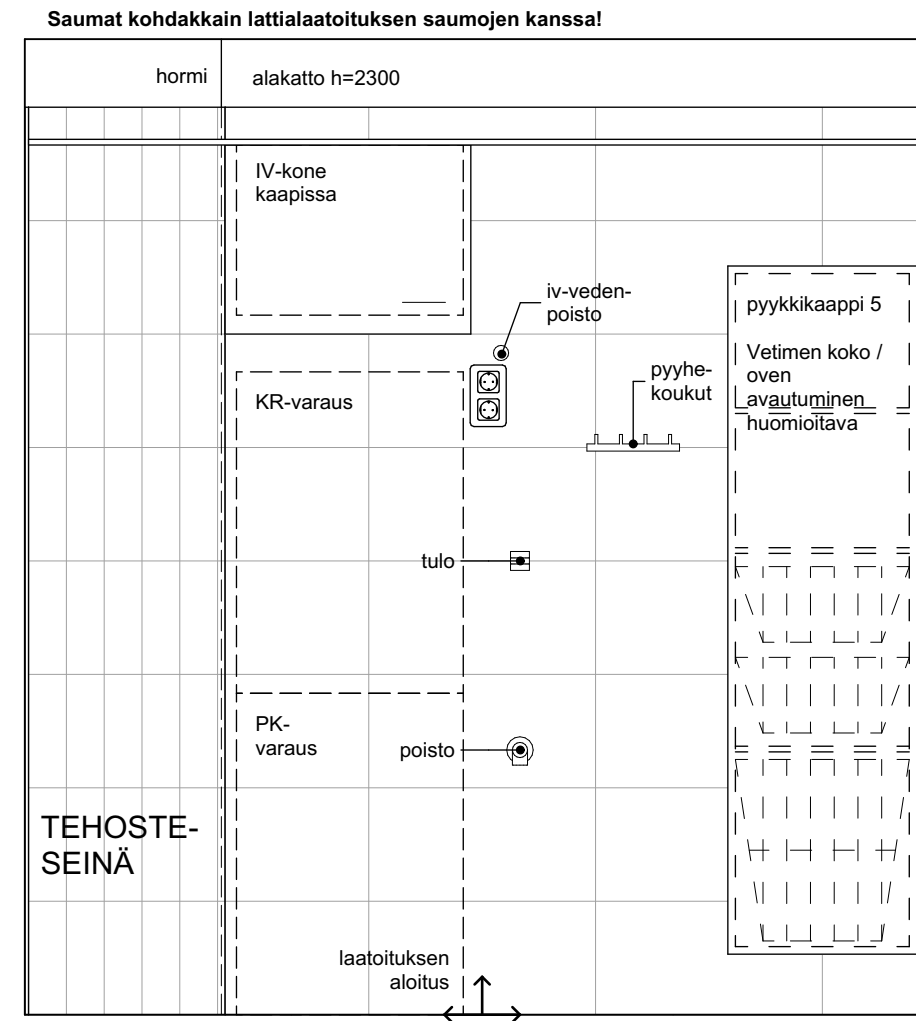 Saumat kohdakkain lattialaatoituksen saumojen kanssa!
hormi
alakatto h=2300
IV-kone
kaapissa
iv-veden-
poisto
pyykkikaappi 5
Vetimen koko /
oven
avautuminen
huomioitava
pyyhe-
koukut
KR-varaus
tulo
PK-
varaus
poisto
TEHOSTE-
SEINÄ
laatoituksen
aloitus